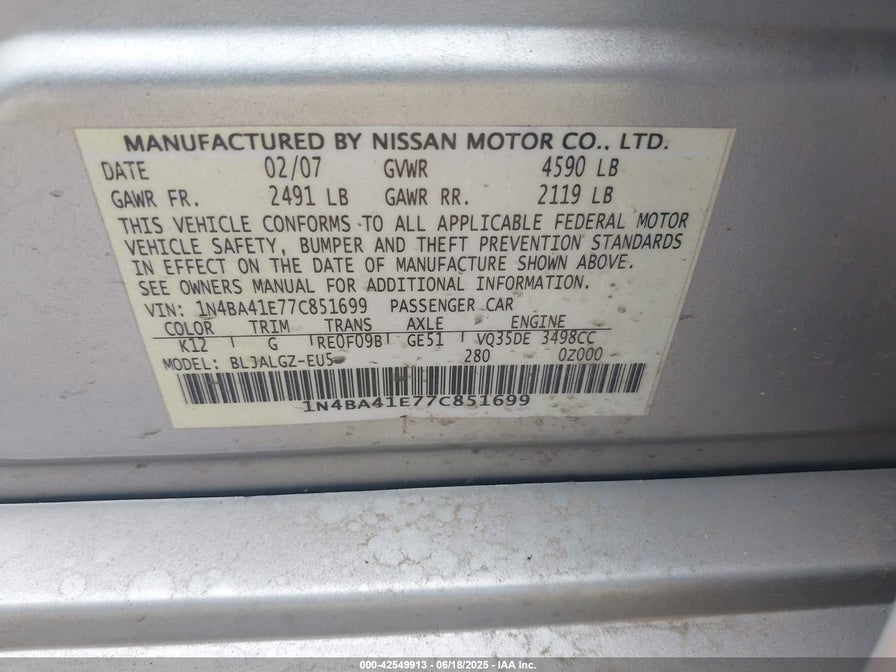 MANUFACTURED BY NISSAN MOTOR CO., LTD.
DATE 02/07 GVWR 4590 LB
GAWR FR. 2491 LB GAWR RR. 2119 LB
THIS VEHICLE CONFORMS TO ALL APPLICABLE FEDERAL MOTOR
VEHICLE SAFETY, BUMPER AND THEFT PREVENTION STANDARDS
IN EFFECT ON THE DATE OF MANUFACTURE SHOWN ABOVE.
SEE OWNERS MANUAL FOR ADDITIONAL INFORMATION.
VIN: 1N4BA41E77C851699 PASSENGER CAR
COLOR TRIM TRANS AXLE ENGINE
K12 G RE0F09B GE51 VQ35DE 3498CC
MODEL: BLJALGZ-EU5 280 0Z000
1N4BA41E77C851699
000-42549913 - 06/18/2025 - IAA Inc.